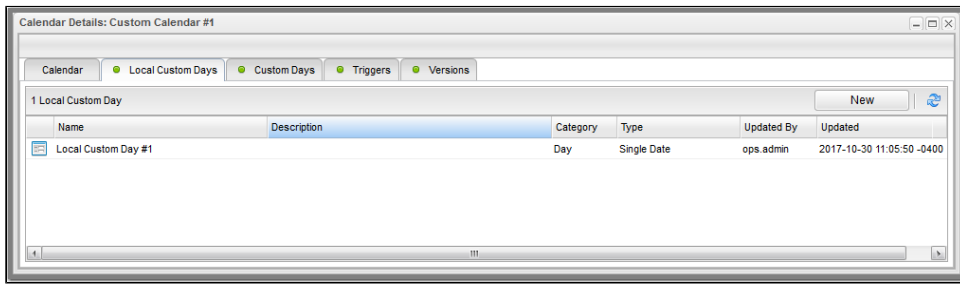 Calendar Details: Custom Calendar #1
Calendar Local Custom Days Custom Days Triggers Versions
1 Local Custom Day New
Name Description Category Type Updated By Updated
Local Custom Day #1 Day Single Date ops.admin 2017-10-30 11:05:50 -0400